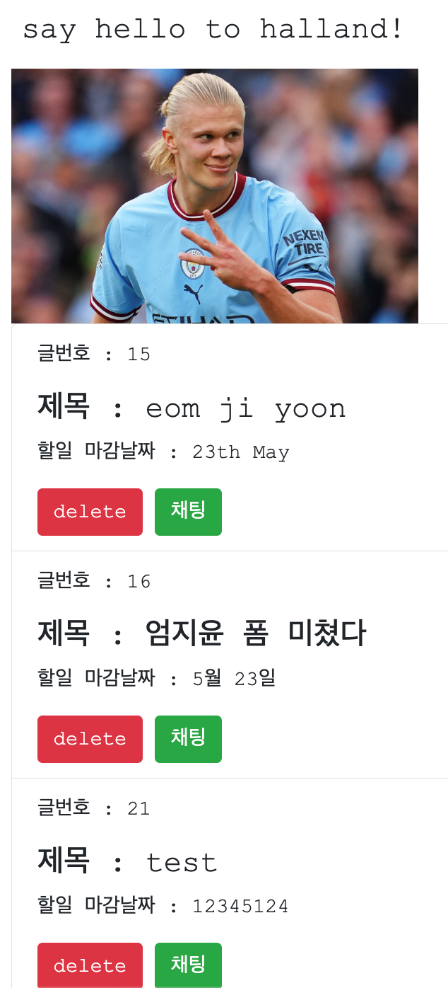 say hello to halland!
NEXEN
TIRE
ETIHAD
글번호 : 15
제목 : eom ji yoon
할일 마감날짜 : 23th May
delete 채팅
글번호 : 16
제목 : 엄지윤 폼 미쳤다
할일 마감날짜 : 5월 23일
delete 채팅
글번호 : 21
제목 : test
할일 마감날짜 : 12345124
delete 채팅